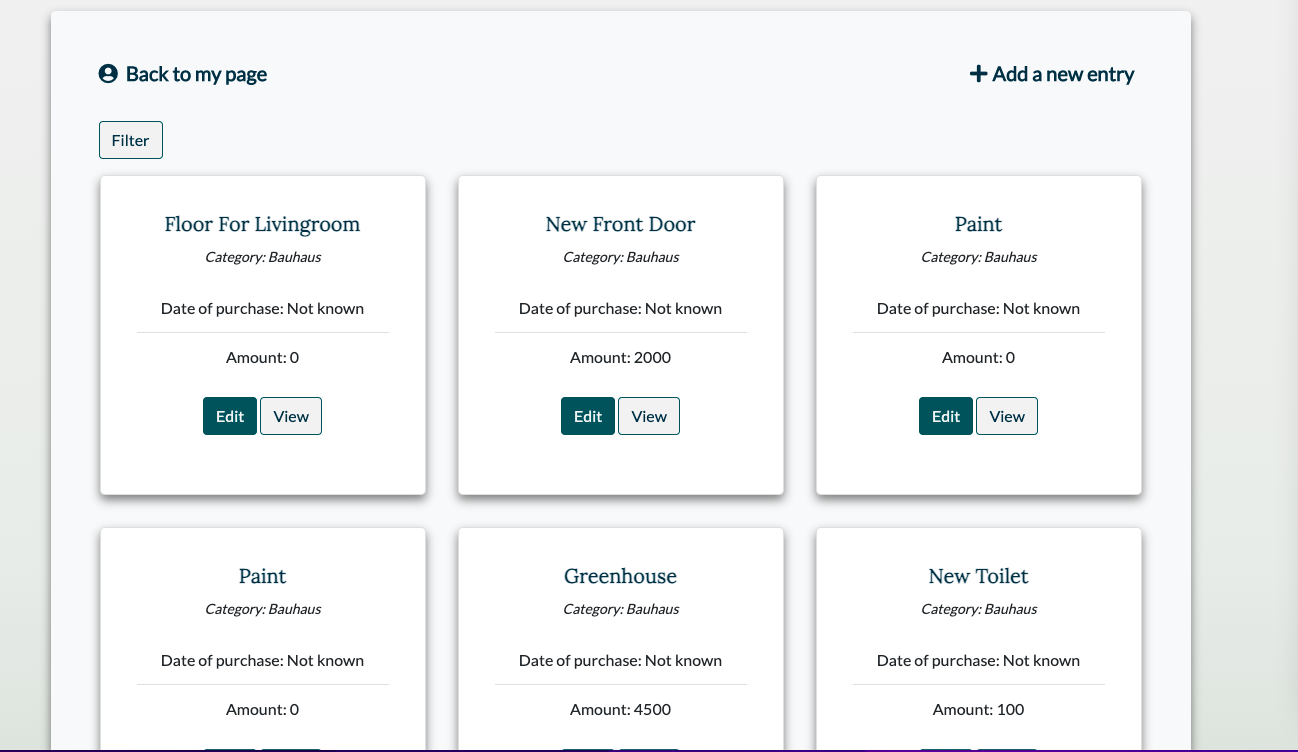 Back to my page
Add a new entry
Filter
Floor For Livingroom
Category: Bauhaus
Date of purchase: Not known
Amount: 0
Edit View
New Front Door
Category: Bauhaus
Date of purchase: Not known
Amount: 2000
Edit View
Paint
Category: Bauhaus
Date of purchase: Not known
Amount: 0
Edit View
Paint
Category: Bauhaus
Date of purchase: Not known
Amount: 0
Greenhouse
Category: Bauhaus
Date of purchase: Not known
Amount: 4500
New Toilet
Category: Bauhaus
Date of purchase: Not known
Amount: 100